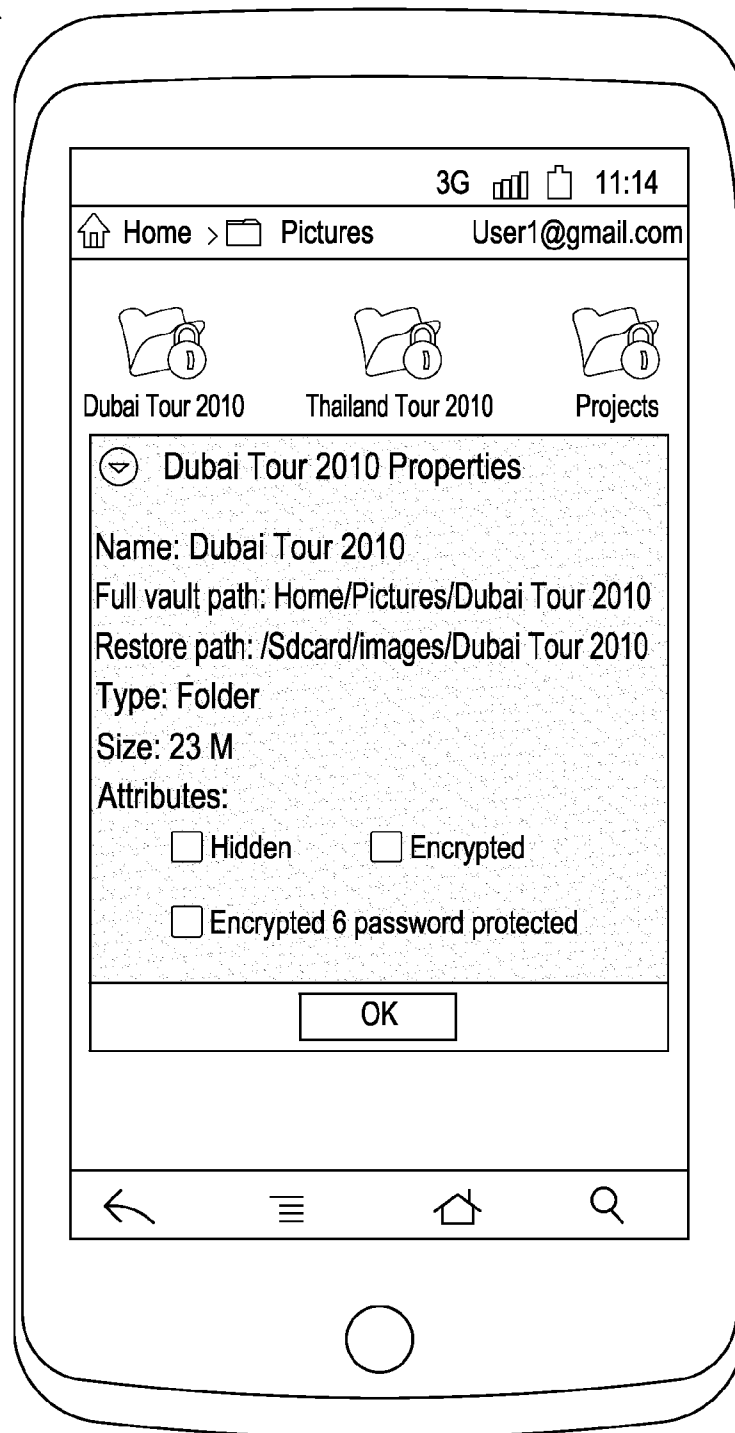 3G 11:14
Home > Pictures User1@gmail.com
Dubai Tour 2010 Thailand Tour 2010 Projects
Dubai Tour 2010 Properties
Name: Dubai Tour 2010
Full vault path: Home/Pictures/Dubai Tour 2010
Restore path: /Sdcard/images/Dubai Tour 2010
Type: Folder
Size: 23 M
Attributes:
Hidden Encrypted
Encrypted 6 password protected
OK